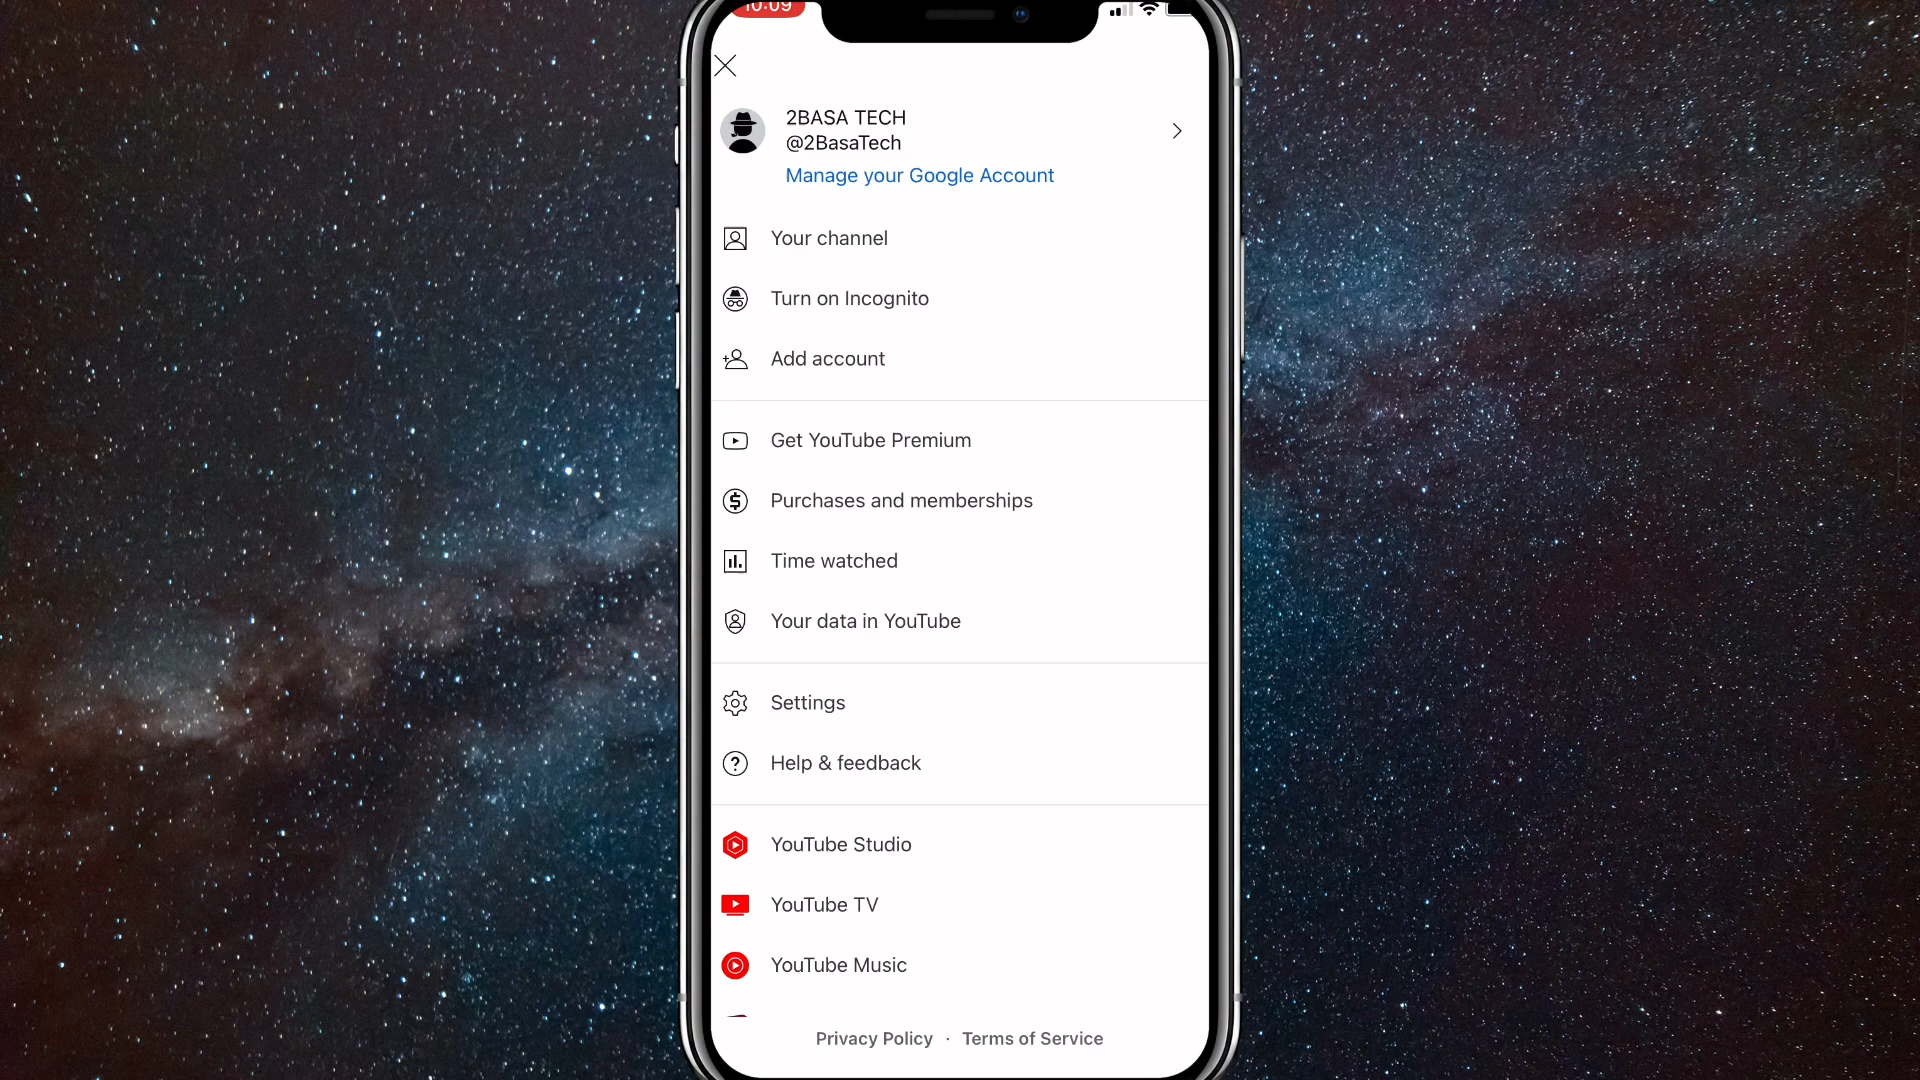 10:09
2BASA TECH
@2BasaTech
Manage your Google Account
Your channel
Turn on Incognito
Add account
Get YouTube Premium
Purchases and memberships
Time watched
Your data in YouTube
Settings
Help & feedback
YouTube Studio
YouTube TV
YouTube Music
Privacy Policy · Terms of Service